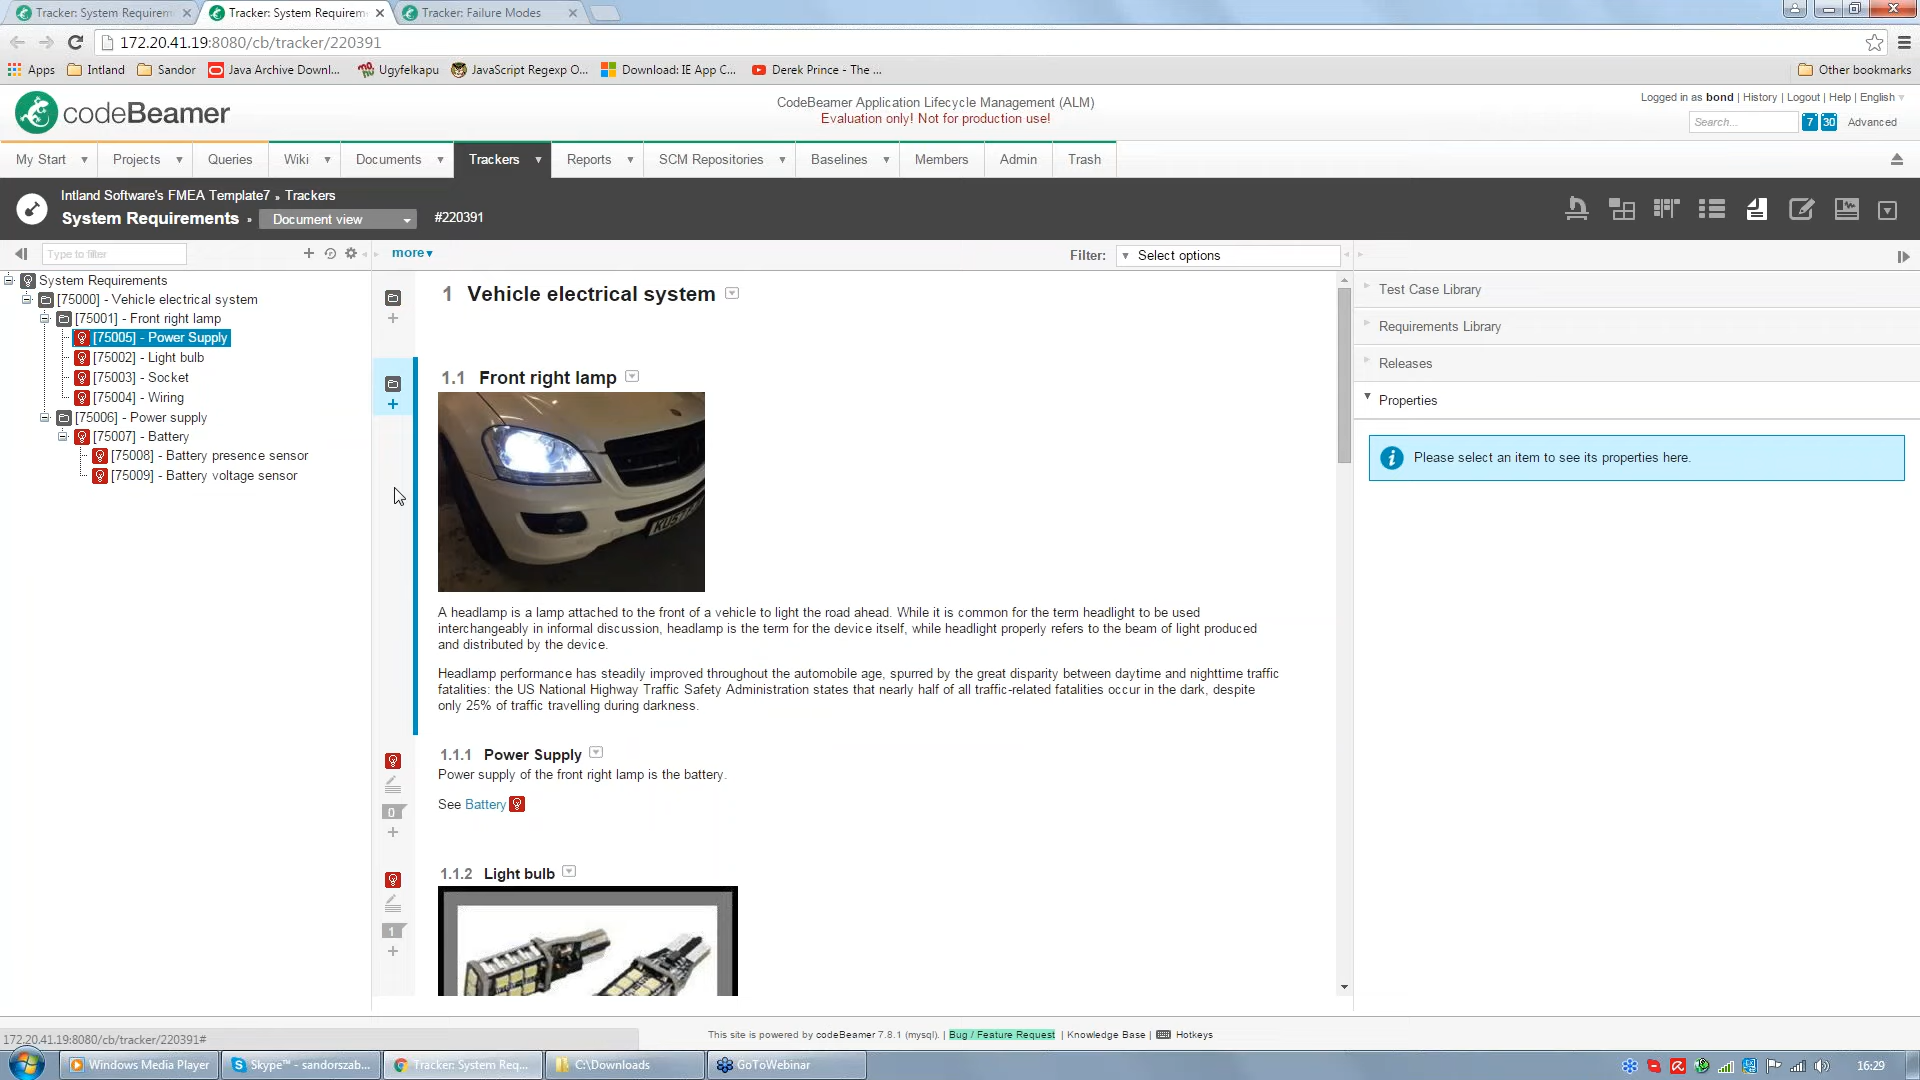 Tracker: System Requirem
Tracker: System Requirem
Tracker: Failure Modes
172.20.41.19:8080/cb/tracker/220391
Apps
Intland
Sandor
Java Archive Downl...
Ugyfelkapu
JavaScript Regexp O...
Download: IE App C...
Derek Prince - The ...
Other bookmarks
codeBeamer
CodeBeamer Application Lifecycle Management (ALM)
Evaluation only! Not for production use!
Logged in as bond | History | Logout | Help | English
Search...
7
30
Advanced
My Start
Projects
Queries
Wiki
Documents
Trackers
Reports
SCM Repositories
Baselines
Members
Admin
Trash
Intland Software's FMEA Template7 » Trackers
System Requirements » Document view #220391
Type to filter
more
Filter:
Select options
System Requirements
[75000] - Vehicle electrical system
[75001] - Front right lamp
[75005] - Power Supply
[75002] - Light bulb
[75003] - Socket
[75004] - Wiring
[75006] - Power supply
[75007] - Battery
[75008] - Battery presence sensor
[75009] - Battery voltage sensor
1 Vehicle electrical system
1.1 Front right lamp
A headlamp is a lamp attached to the front of a vehicle to light the road ahead. While it is common for the term headlight to be used
interchangeably in informal discussion, headlamp is the term for the device itself, while headlight properly refers to the beam of light produced
and distributed by the device.
Headlamp performance has steadily improved throughout the automobile age, spurred by the great disparity between daytime and nighttime traffic
fatalities: the US National Highway Traffic Safety Administration states that nearly half of all traffic-related fatalities occur in the dark, despite
only 25% of traffic travelling during darkness.
1.1.1 Power Supply
Power supply of the front right lamp is the battery.
See Battery
0
1.1.2 Light bulb
1
Test Case Library
Requirements Library
Releases
Properties
Please select an item to see its properties here.
172.20.41.19:8080/cb/tracker/220391#
This site is powered by codeBeamer 7.8.1 (mysql). | Bug / Feature Request | Knowledge Base | Hotkeys
Windows Media Player
Skype™ - sandorszab...
Tracker: System Req...
C:\Downloads
GoToWebinar
16:29